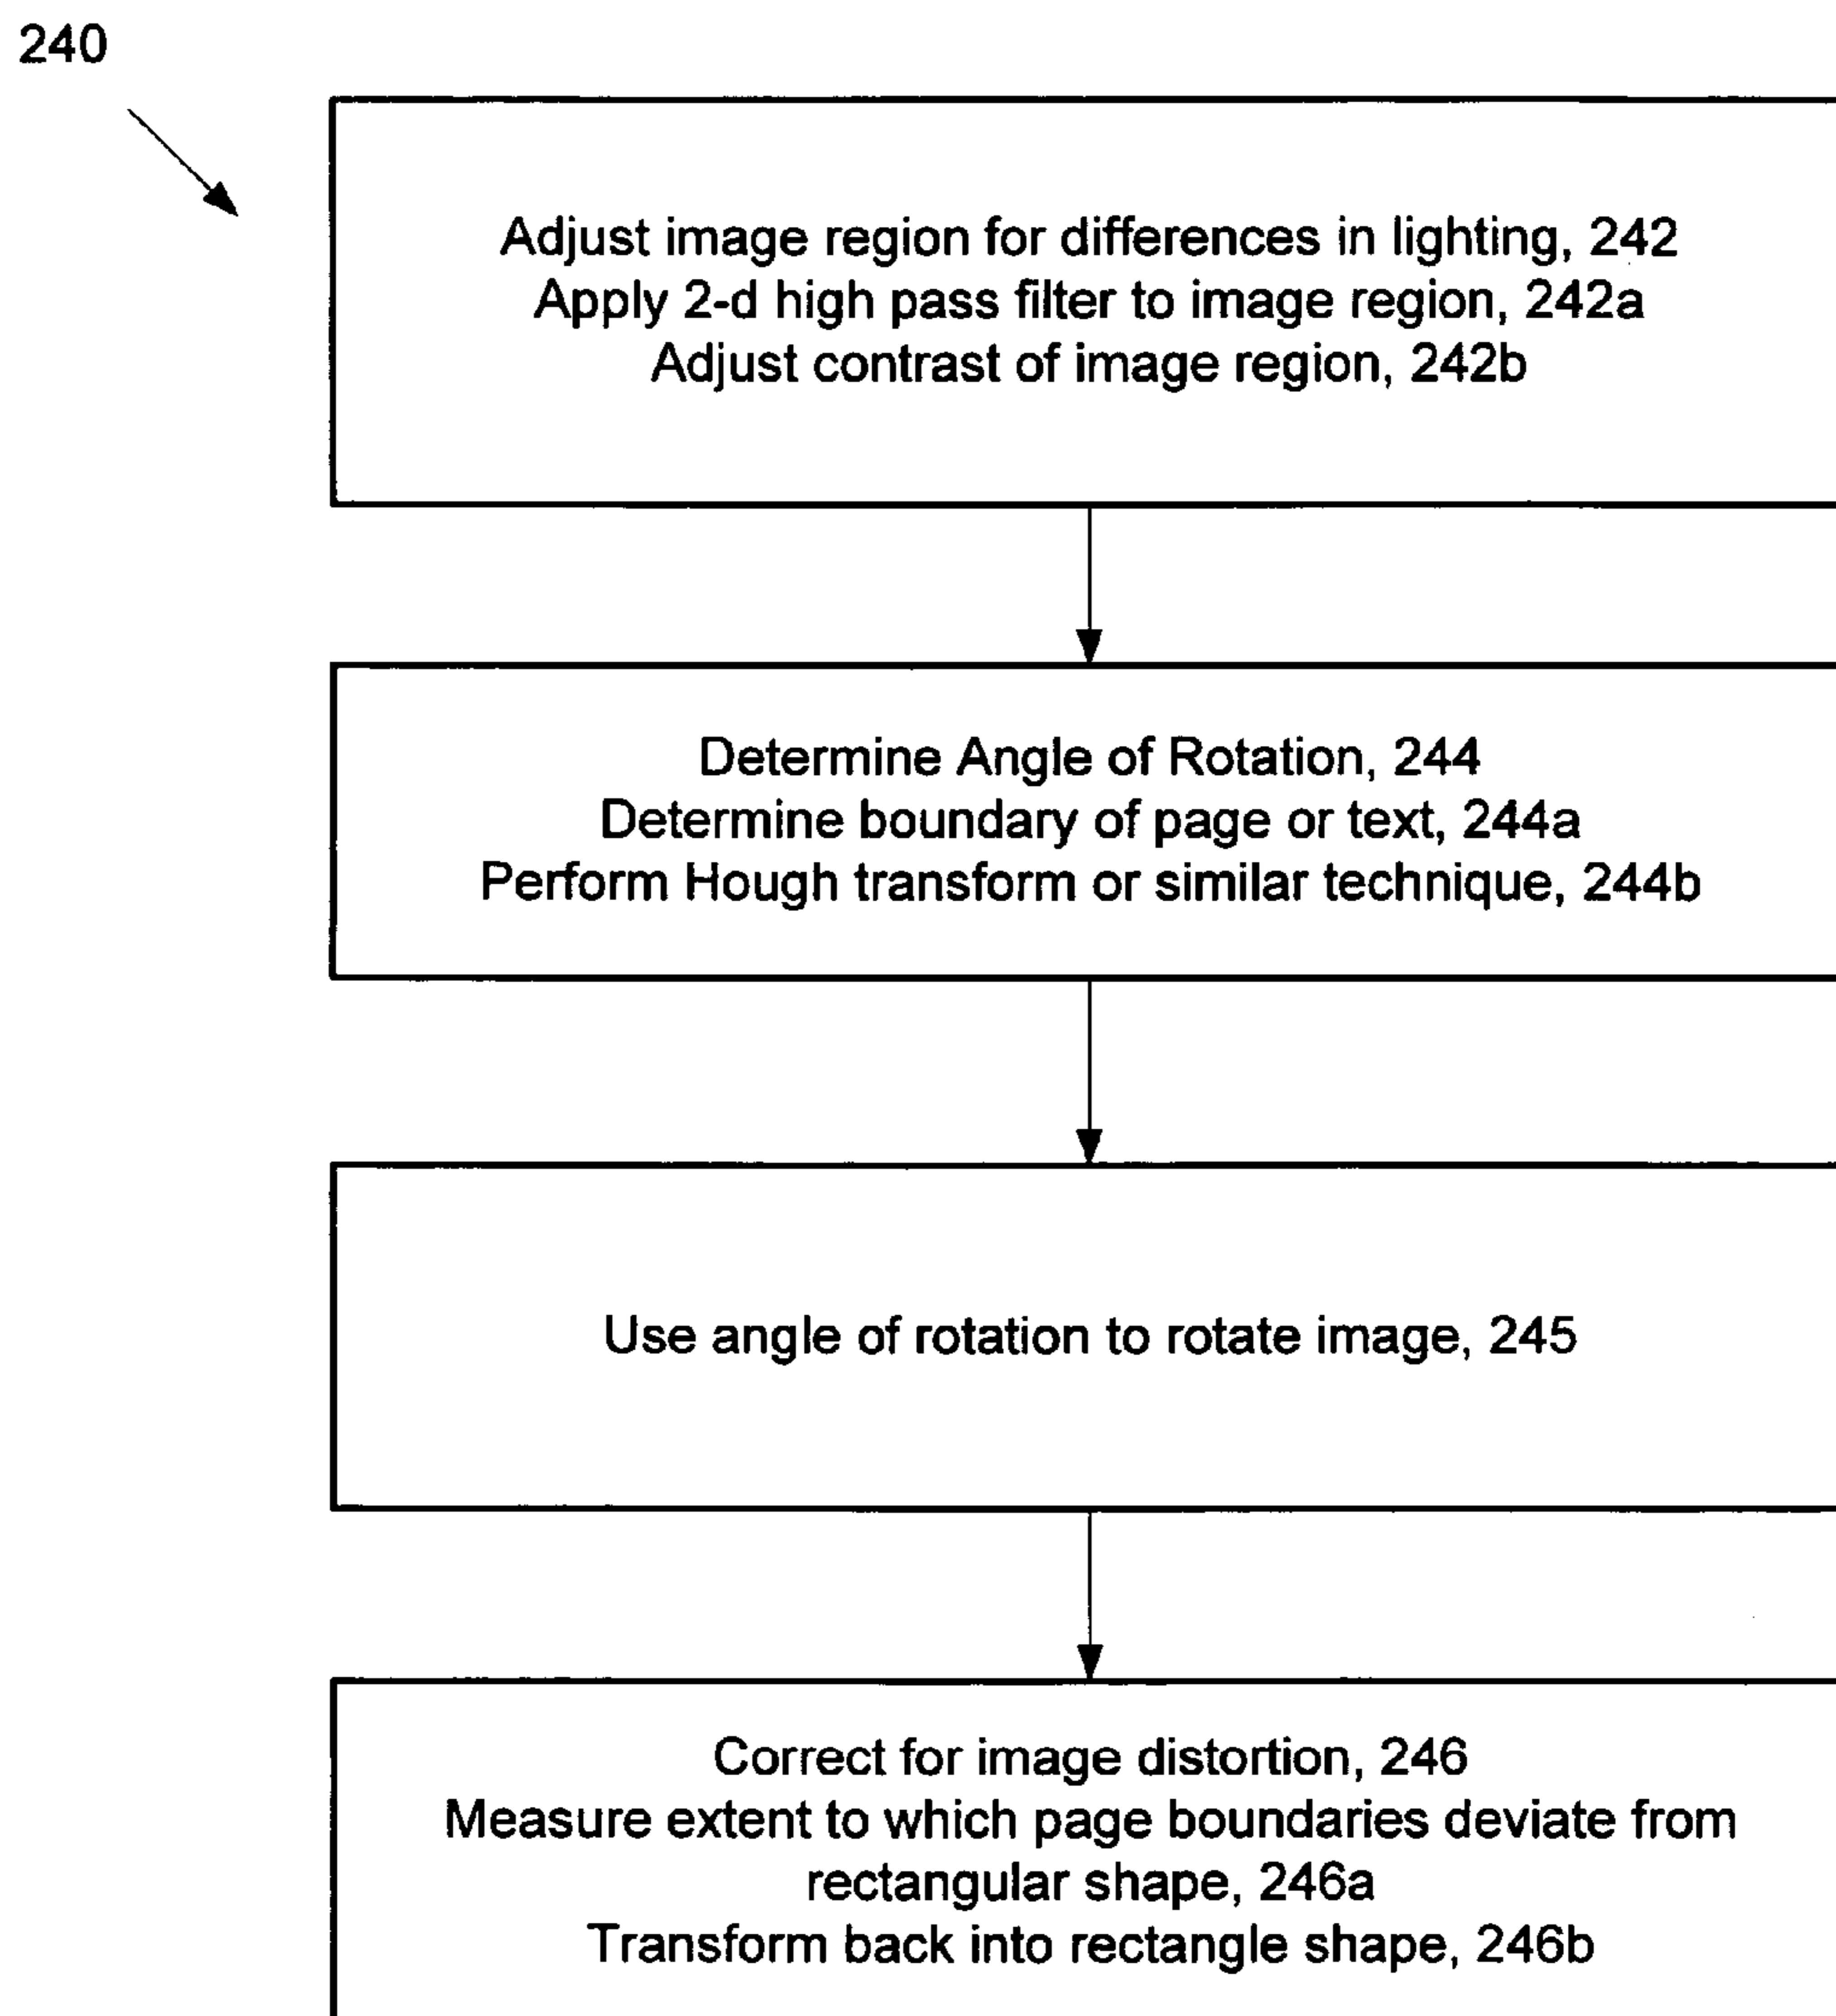 240
Adjust image region for differences in lighting, 242
Apply 2-d high pass filter to image region, 242a
Adjust contrast of image region, 242b
Determine Angle of Rotation, 244
Determine boundary of page or text, 244a
Perform Hough transform or similar technique, 244b
Use angle of rotation to rotate image, 245
Correct for image distortion, 246
Measure extent to which page boundaries deviate from
rectangular shape, 246a
Transform back into rectangle shape, 246b